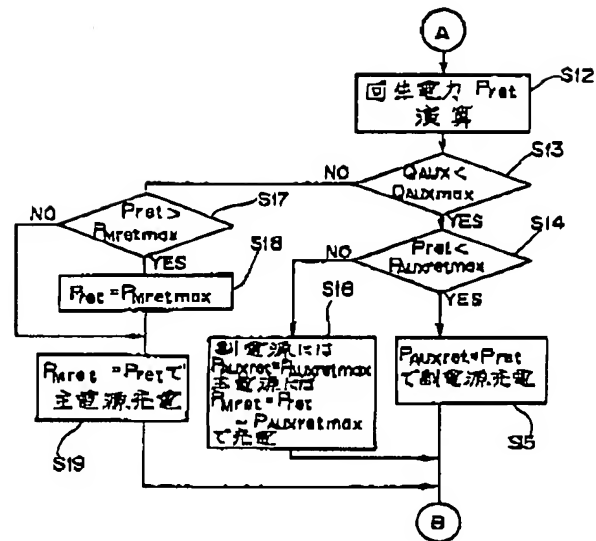 A
S12
回生電力 Pret
演算
S13
NO
QAUX <
QAUXmax
YES
S17
NO
Pret >
PMretmax
YES
S14
NO
Pret <
PAUXretmax
YES
S18
Pret = PMretmax
S16
副電源には
PAUXret=PAUXretmax
主電源には
PMret = Pret
- PAUXretmax
で充電
PAUXret=Pret
で副電源充電
S15
PMret = Pretで
主電源充電
S19
B